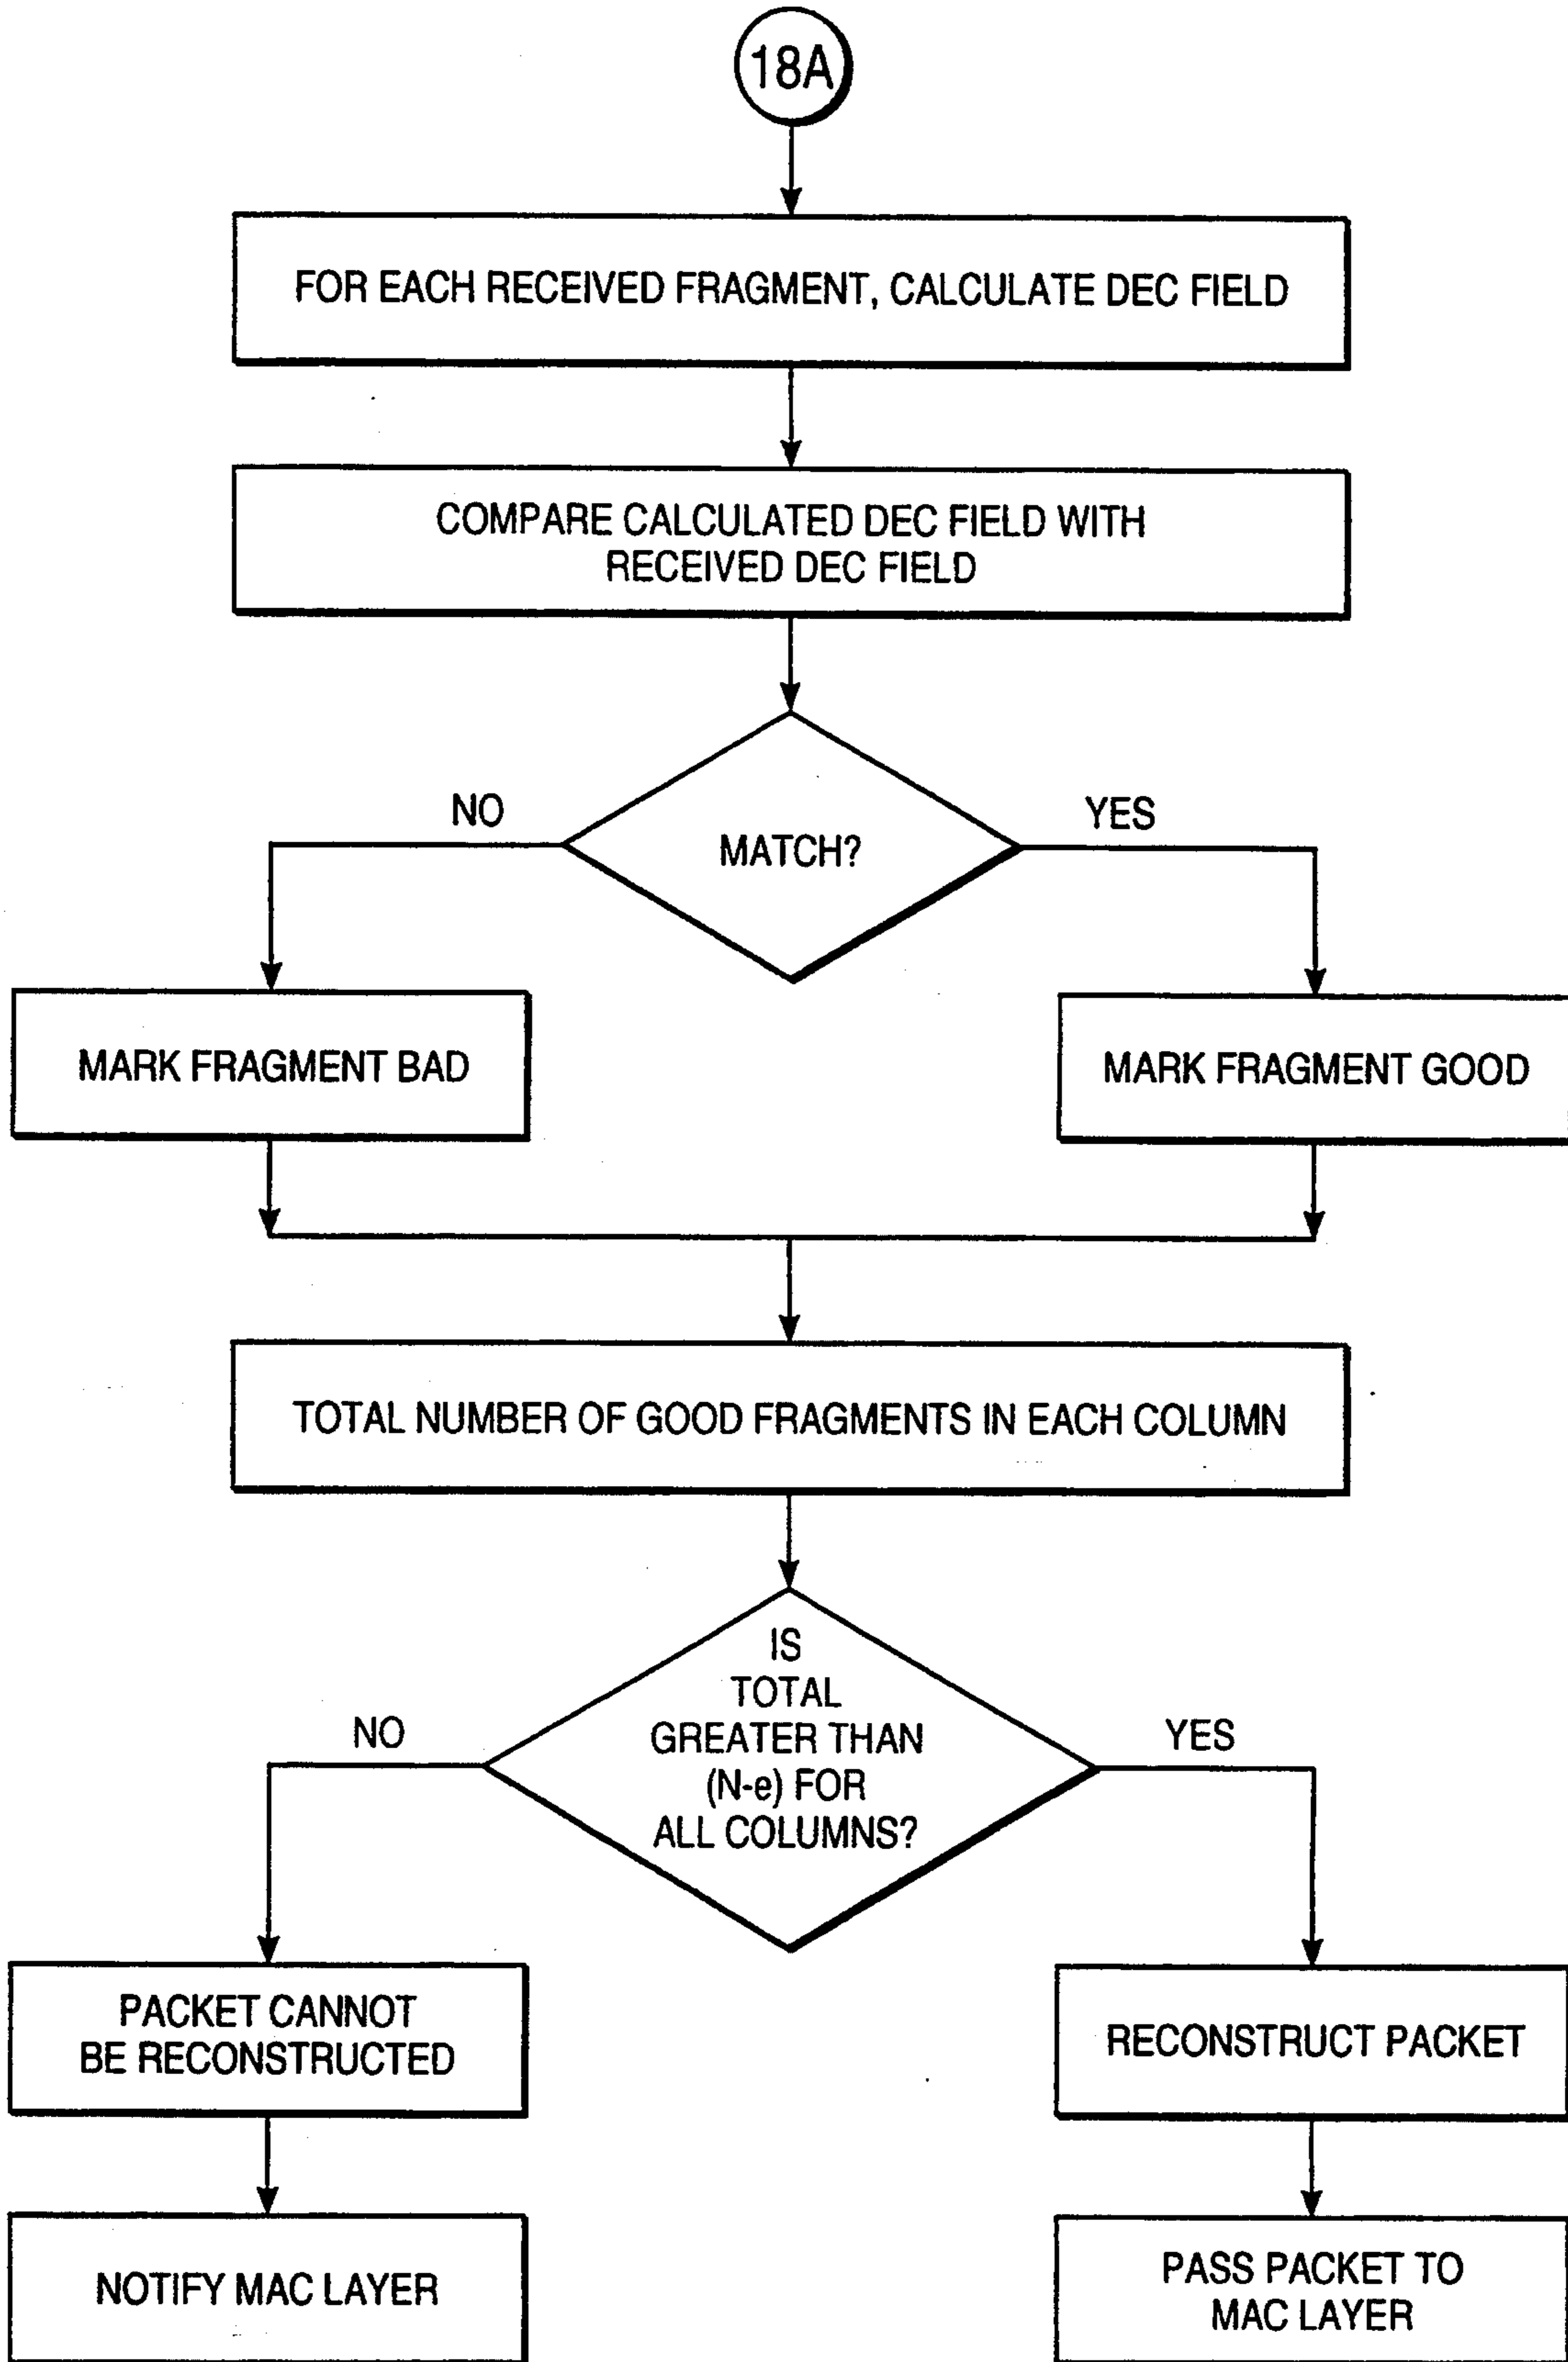 18A
FOR EACH RECEIVED FRAGMENT, CALCULATE DEC FIELD
COMPARE CALCULATED DEC FIELD WITH
RECEIVED DEC FIELD
NO
YES
MATCH?
MARK FRAGMENT BAD
MARK FRAGMENT GOOD
TOTAL NUMBER OF GOOD FRAGMENTS IN EACH COLUMN
IS
TOTAL
GREATER THAN
(N-e) FOR
ALL COLUMNS?
NO
YES
PACKET CANNOT
BE RECONSTRUCTED
RECONSTRUCT PACKET
NOTIFY MAC LAYER
PASS PACKET TO
MAC LAYER